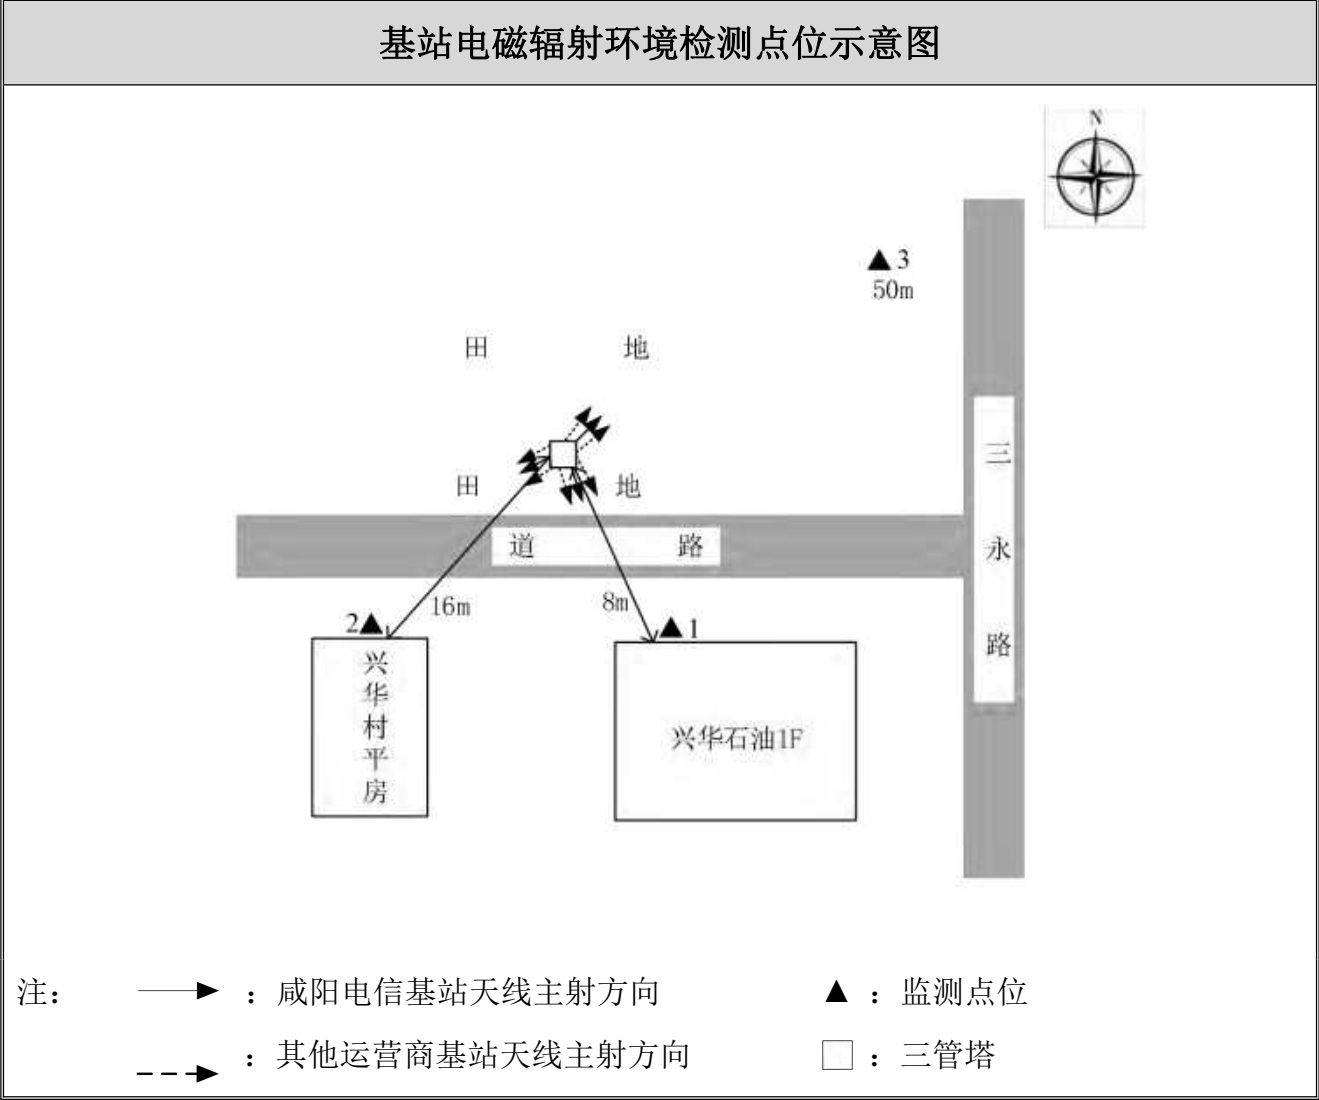 基站电磁辐射环境检测点位示意图
N
▲3
50m
田 地
田 地
三永路
道 路
16m
8m
2▲
▲1
兴华村平房
兴华石油1F
注： ：咸阳电信基站天线主射方向 ▲：监测点位
：其他运营商基站天线主射方向 □：三管塔